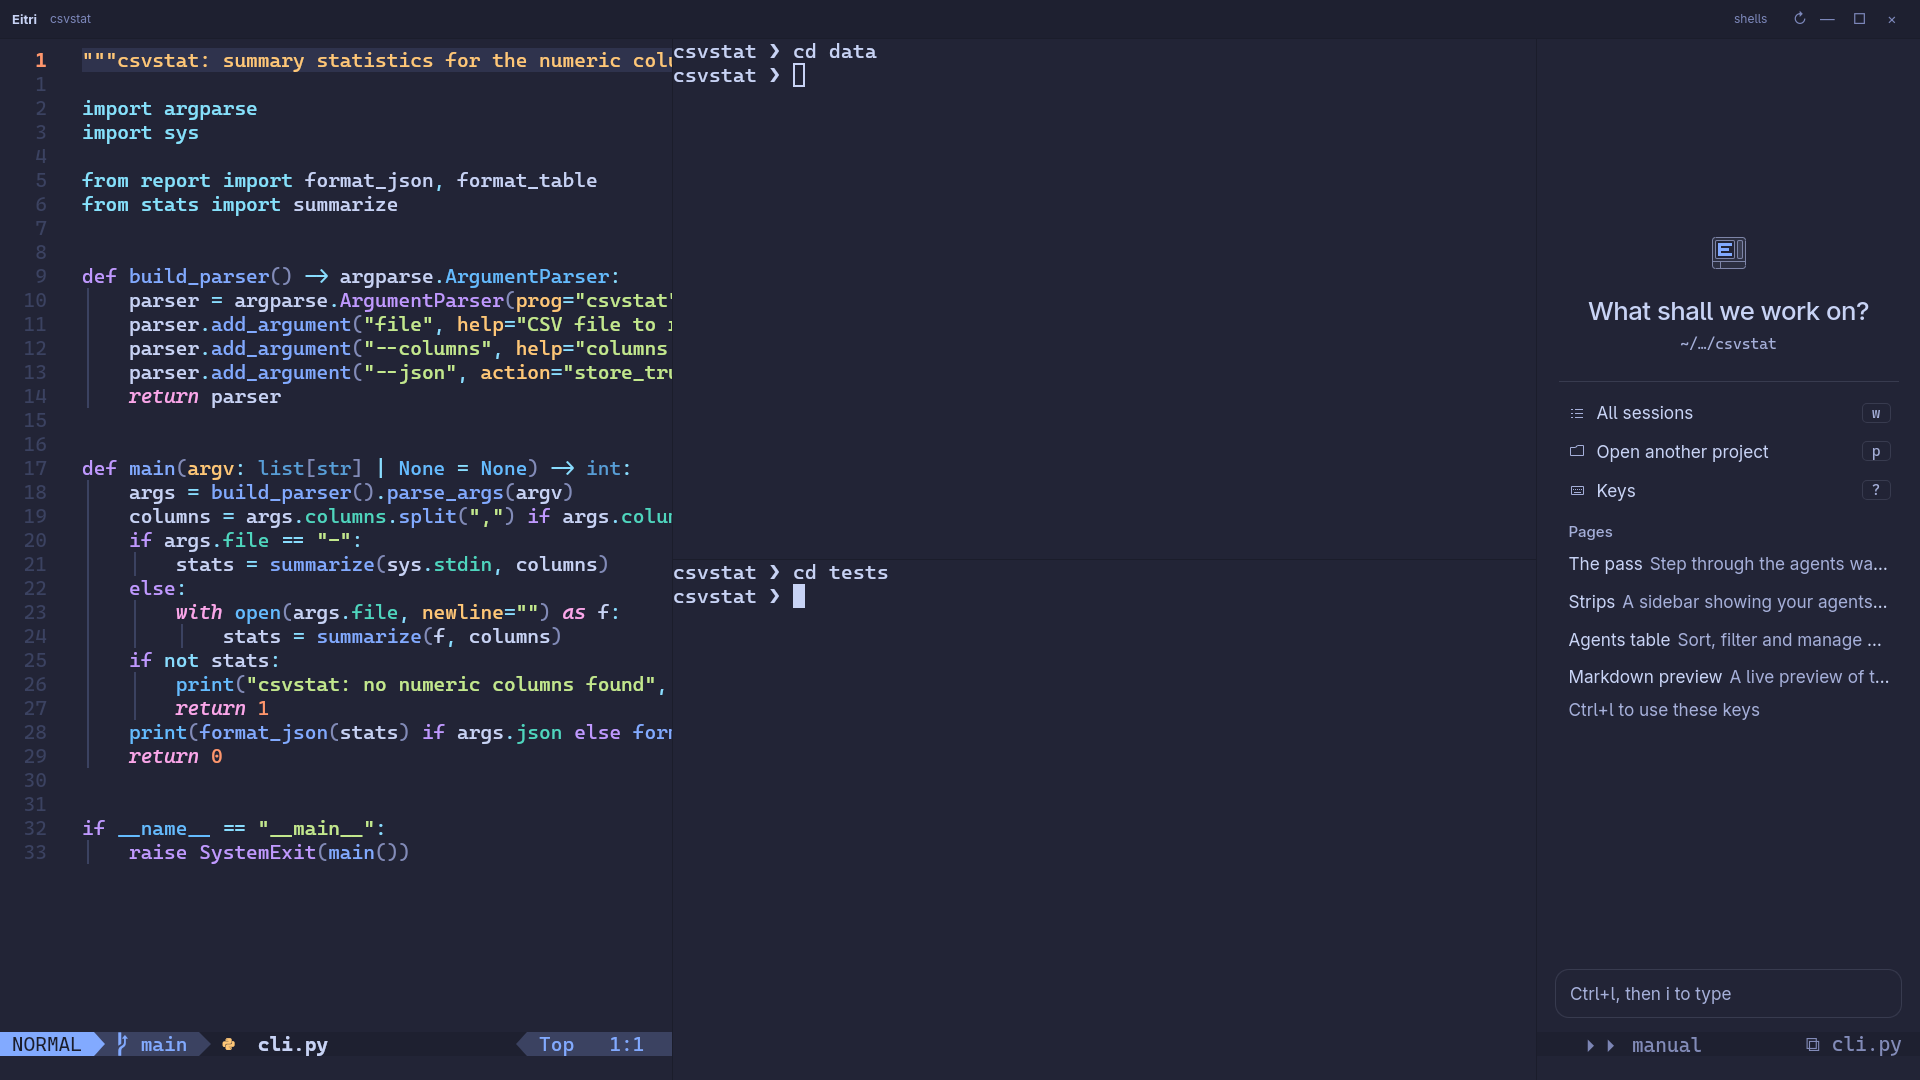 Eitri csvstat
shells
1 """csvstat: summary statistics for the numeric colu
1
2 import argparse
3 import sys
4
5 from report import format_json, format_table
6 from stats import summarize
7
8
9 def build_parser() -> argparse.ArgumentParser:
10 parser = argparse.ArgumentParser(prog="csvstat"
11 parser.add_argument("file", help="CSV file to r
12 parser.add_argument("--columns", help="columns
13 parser.add_argument("--json", action="store_tru
14 return parser
15
16
17 def main(argv: list[str] | None = None) -> int:
18 args = build_parser().parse_args(argv)
19 columns = args.columns.split(",") if args.colum
20 if args.file == "-":
21 stats = summarize(sys.stdin, columns)
22 else:
23 with open(args.file, newline="") as f:
24 stats = summarize(f, columns)
25 if not stats:
26 print("csvstat: no numeric columns found",
27 return 1
28 print(format_json(stats) if args.json else form
29 return 0
30
31
32 if __name__ == "__main__":
33 raise SystemExit(main())
NORMAL main cli.py Top 1:1
csvstat ❯ cd data
csvstat ❯
csvstat ❯ cd tests
csvstat ❯
What shall we work on?
~/…/csvstat
All sessions w
Open another project p
Keys ?
Pages
The pass Step through the agents wa…
Strips A sidebar showing your agents…
Agents table Sort, filter and manage …
Markdown preview A live preview of t…
Ctrl+l to use these keys
Ctrl+l, then i to type
manual cli.py